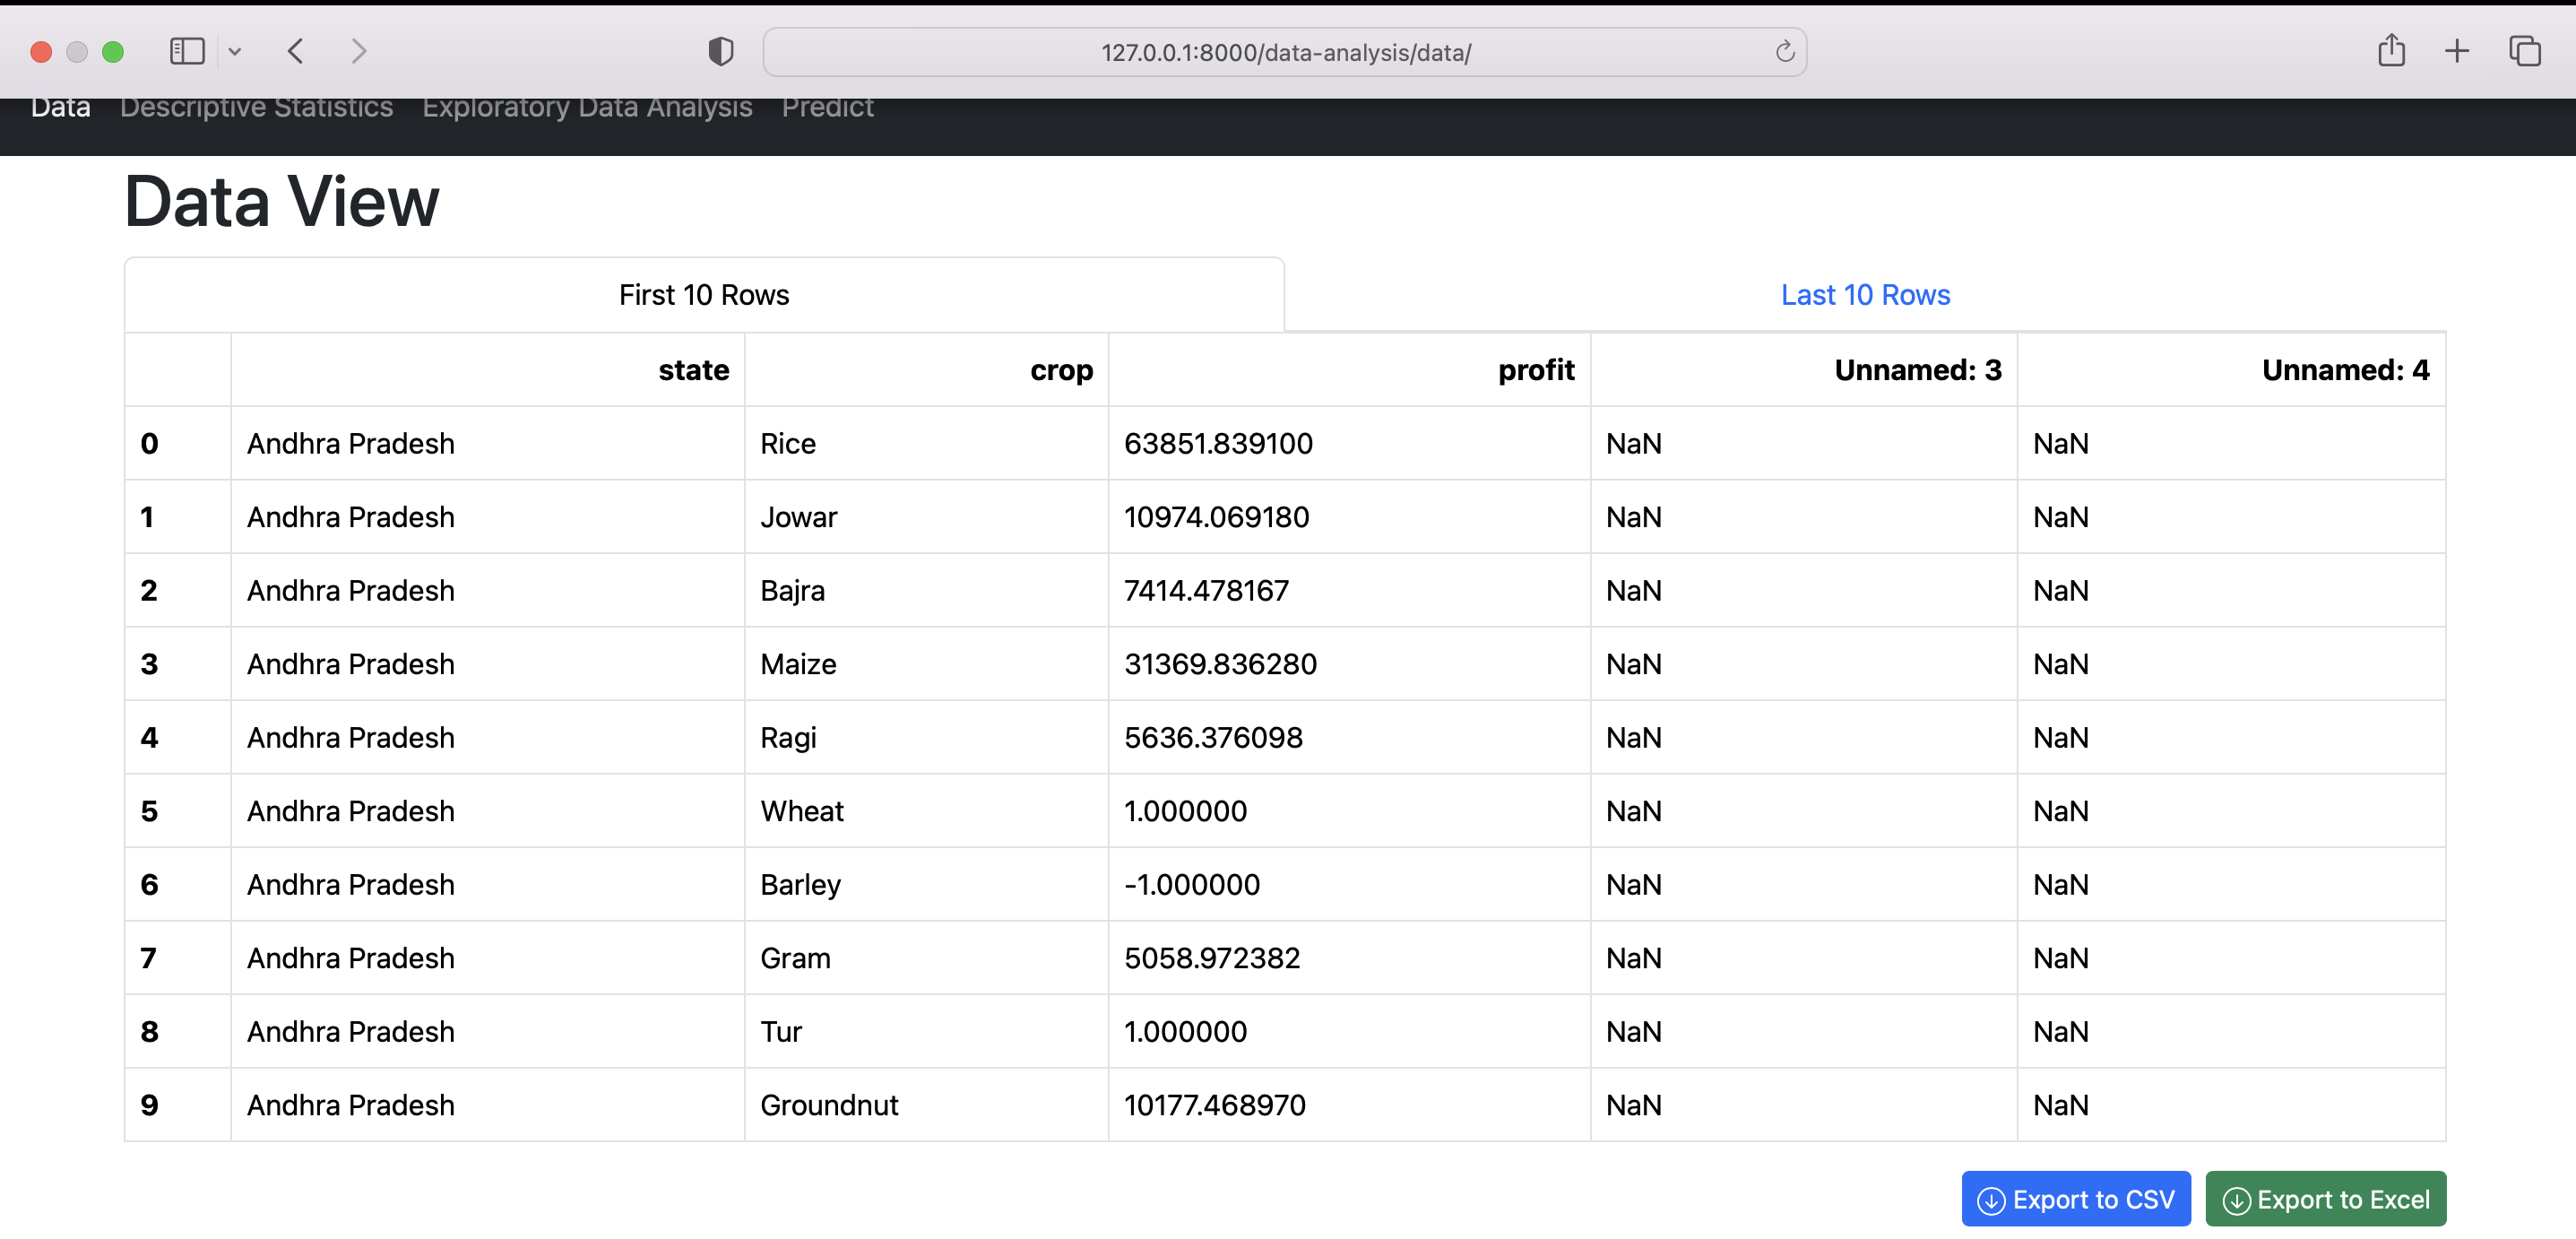 127.0.0.1:8000/data-analysis/data/
Data Descriptive Statistics Exploratory Data Analysis Predict
Data View
First 10 Rows Last 10 Rows
state crop profit Unnamed: 3 Unnamed: 4
0 Andhra Pradesh Rice 63851.839100 NaN NaN
1 Andhra Pradesh Jowar 10974.069180 NaN NaN
2 Andhra Pradesh Bajra 7414.478167 NaN NaN
3 Andhra Pradesh Maize 31369.836280 NaN NaN
4 Andhra Pradesh Ragi 5636.376098 NaN NaN
5 Andhra Pradesh Wheat 1.000000 NaN NaN
6 Andhra Pradesh Barley -1.000000 NaN NaN
7 Andhra Pradesh Gram 5058.972382 NaN NaN
8 Andhra Pradesh Tur 1.000000 NaN NaN
9 Andhra Pradesh Groundnut 10177.468970 NaN NaN
Export to CSV Export to Excel